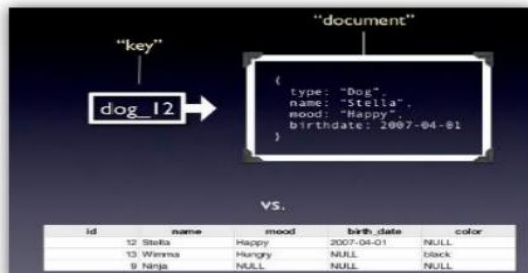 “document”
“key”
dog_12
{
type: "Dog",
name: "Stella",
mood: "Happy",
birthdate: 2007-04-01
}
vs.
id name mood birth_date color
12 Stella Happy 2007-04-01 NULL
13 Wimma Hungry NULL black
9 Ninja NULL NULL NULL